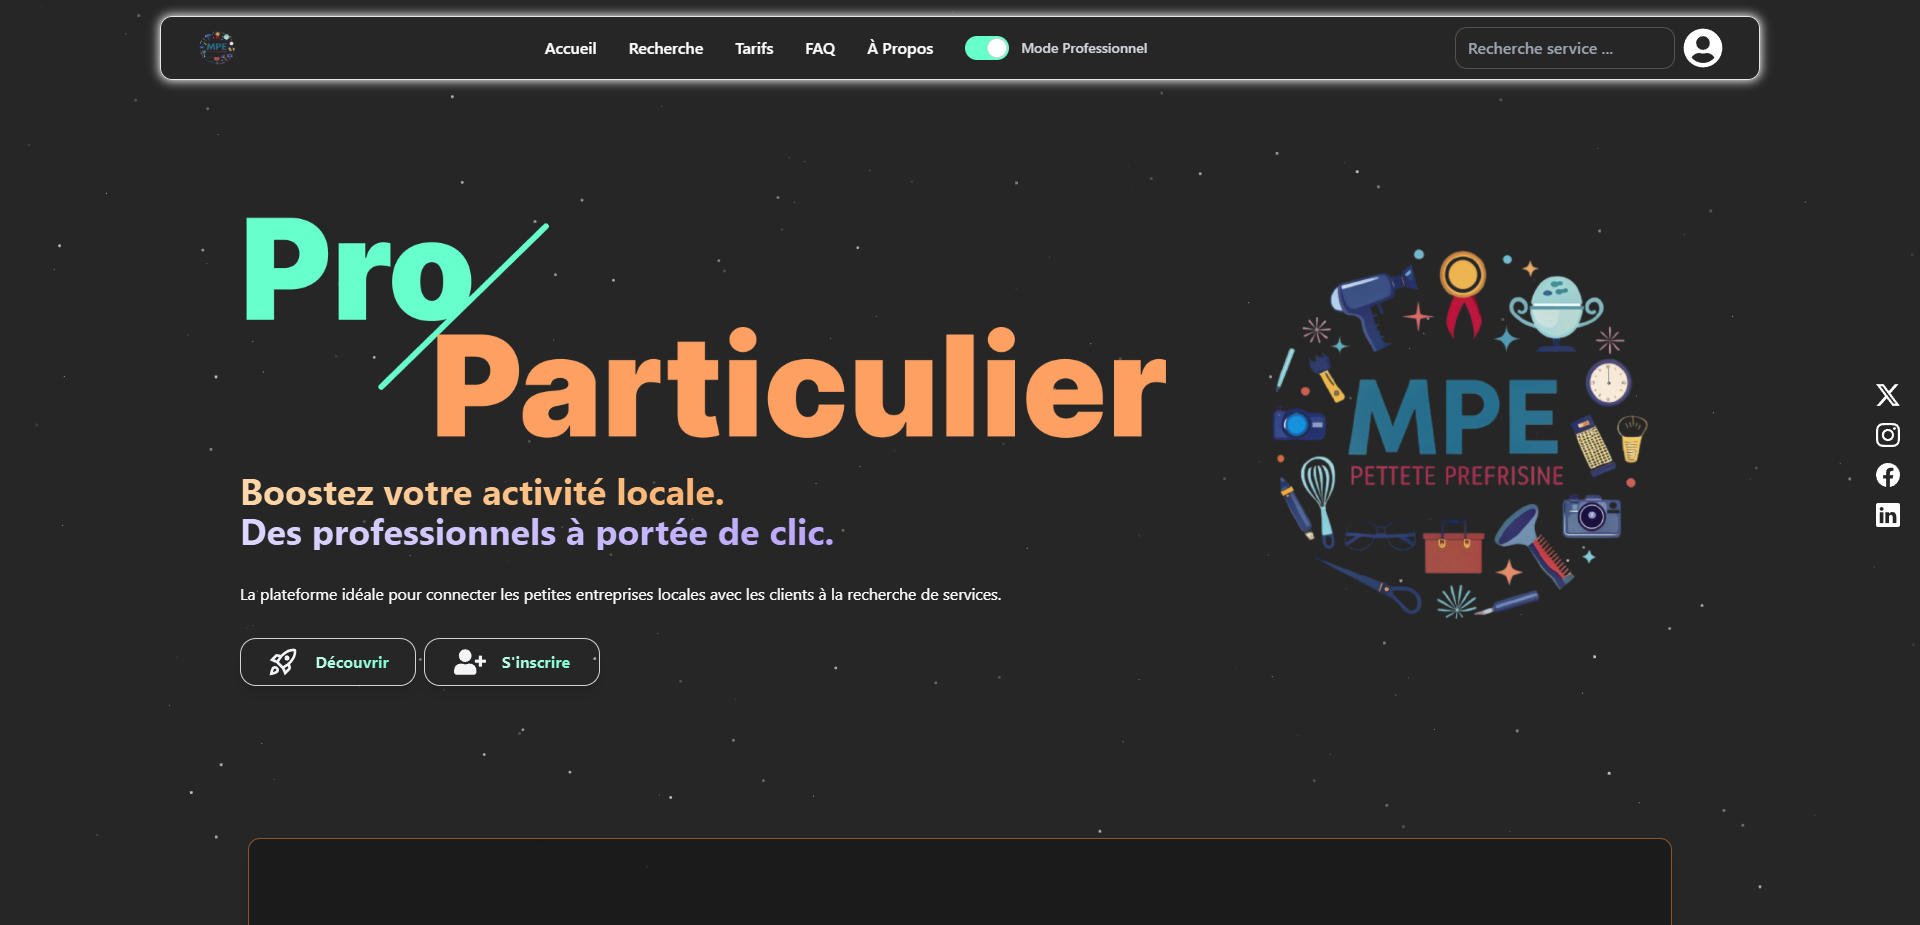 MPE
Accueil
Recherche
Tarifs
FAQ
À Propos
Mode Professionnel
Recherche service ...
Pro
Particulier
Boostez votre activité locale.
Des professionnels à portée de clic.
La plateforme idéale pour connecter les petites entreprises locales avec les clients à la recherche de services.
Découvrir
S'inscrire
MPE
PETTETE PREFRISINE